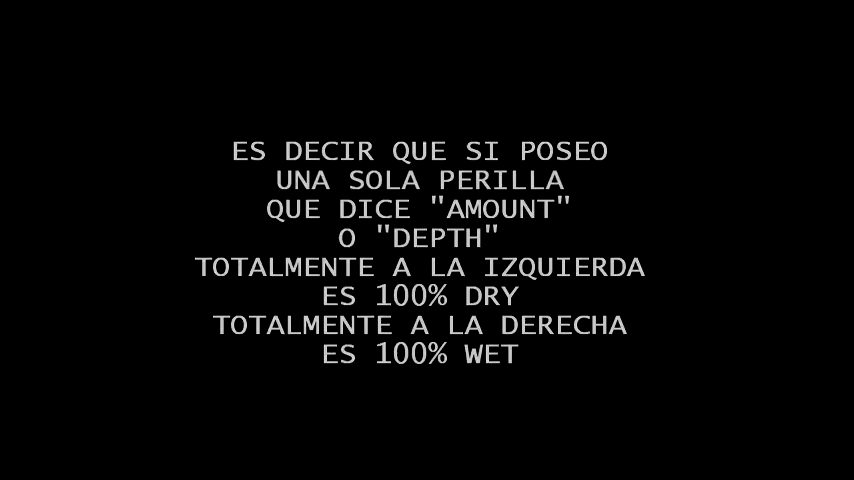 ES DECIR QUE SI POSEO
UNA SOLA PERILLA
QUE DICE "AMOUNT"
O "DEPTH"
TOTALMENTE A LA IZQUIERDA
ES 100% DRY
TOTALMENTE A LA DERECHA
ES 100% WET